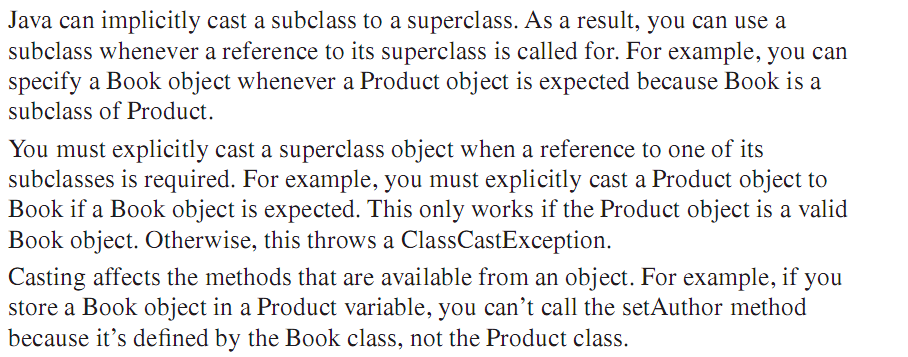 Java can implicitly cast a subclass to a superclass. As a result, you can use a
subclass whenever a reference to its superclass is called for. For example, you can
specify a Book object whenever a Product object is expected because Book is a
subclass of Product.
You must explicitly cast a superclass object when a reference to one of its
subclasses is required. For example, you must explicitly cast a Product object to
Book if a Book object is expected. This only works if the Product object is a valid
Book object. Otherwise, this throws a ClassCastException.
Casting affects the methods that are available from an object. For example, if you
store a Book object in a Product variable, you can’t call the setAuthor method
because it’s defined by the Book class, not the Product class.